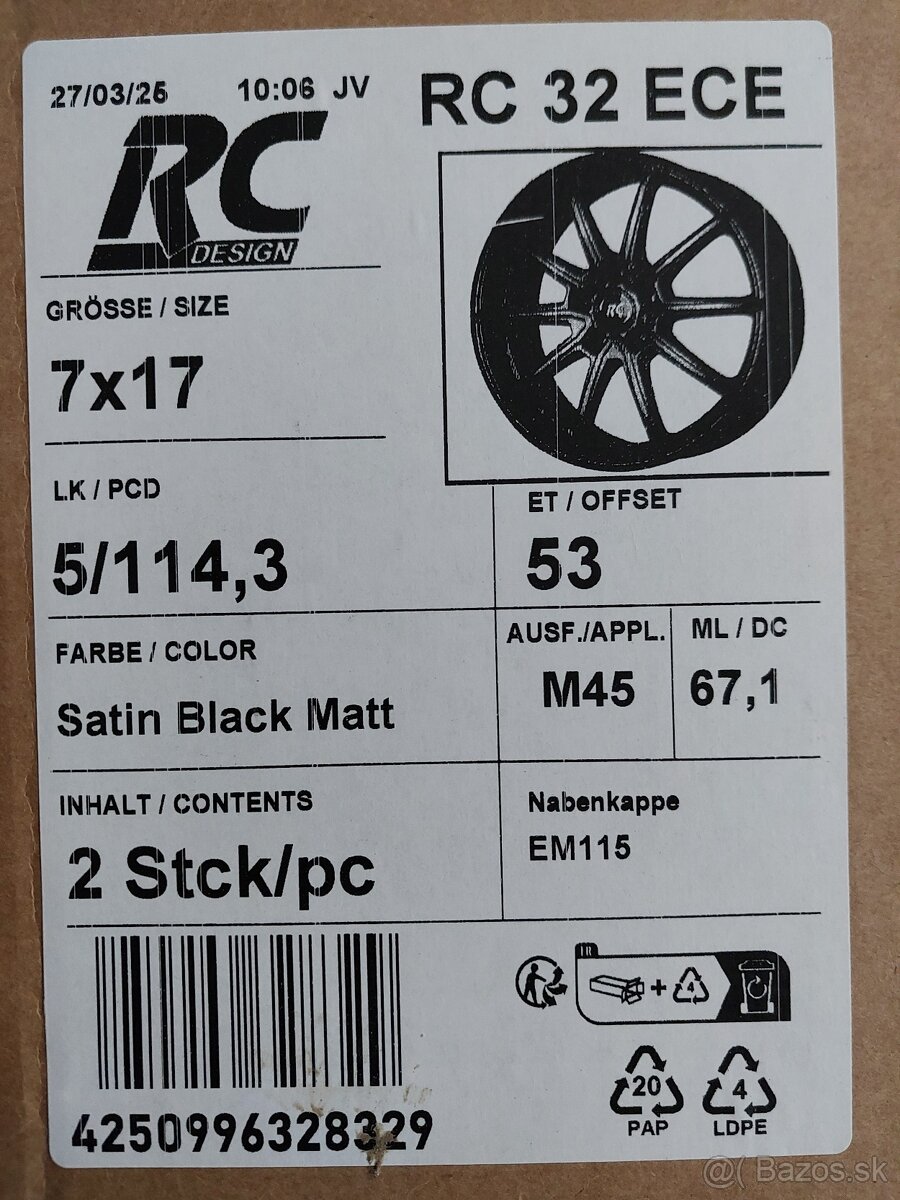 27/03/25 10:06 JV
RC 32 ECE
RC
DESIGN
GRÖSSE / SIZE
7x17
LK / PCD
5/114,3
ET / OFFSET
53
FARBE / COLOR
Satin Black Matt
AUSF./APPL.
M45
ML / DC
67,1
INHALT / CONTENTS
2 Stck/pc
Nabenkappe
EM115
4250996328329
FR
+ 4
20
PAP
4
LDPE
@( Bazos.sk